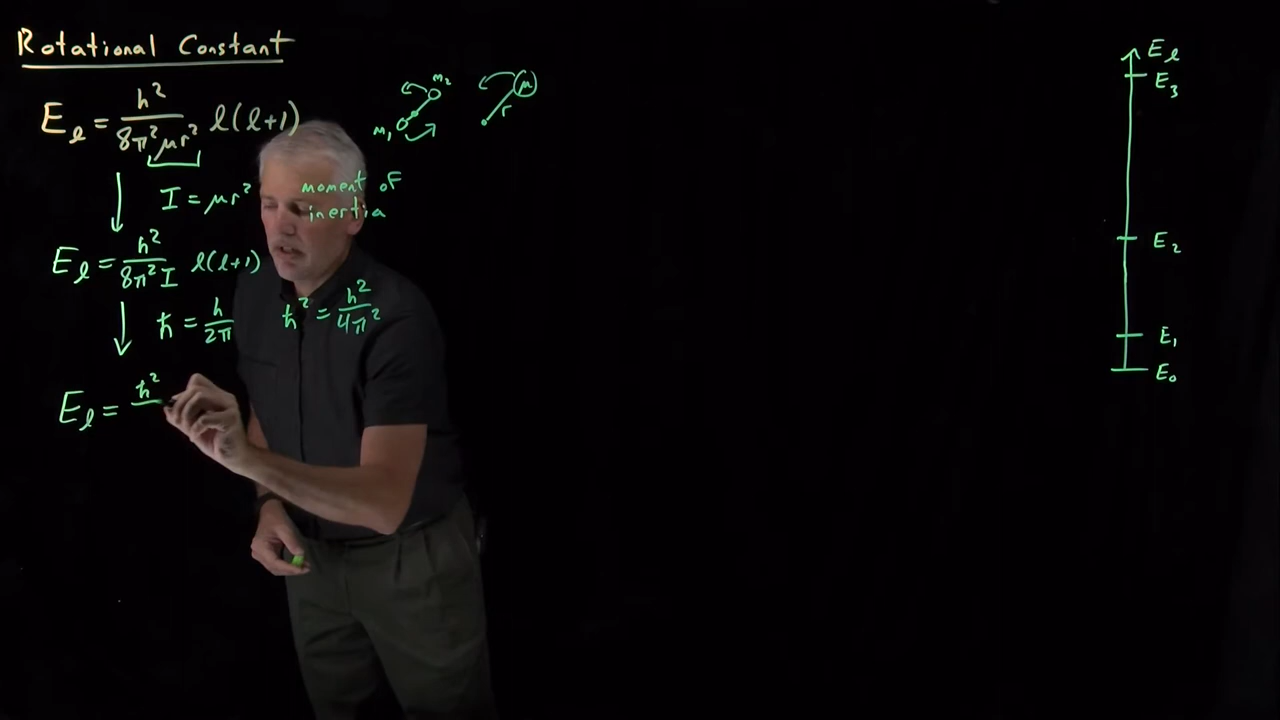 Rotational Constant
E_ℓ = h² / 8π²μr² ℓ(ℓ+1)
m₁ m₂
μ
r
I = μr² moment of inertia
E_ℓ = h² / 8π²I ℓ(ℓ+1)
ħ = h / 2π ħ² = h² / 4π²
E_ℓ = ħ²
E_ℓ
E₃
E₂
E₁
E₀